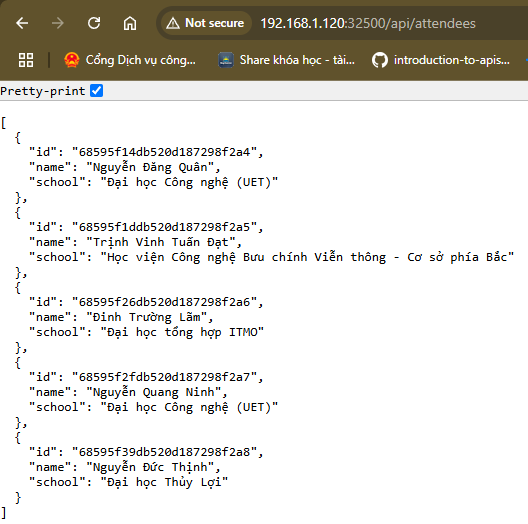 Not secure 192.168.1.120:32500/api/attendees
Cổng Dịch vụ công... Share khóa học - tài... introduction-to-apis...
Pretty-print
[
  {
    "id": "68595f14db520d187298f2a4",
    "name": "Nguyễn Đăng Quân",
    "school": "Đại học Công nghệ (UET)"
  },
  {
    "id": "68595f1ddb520d187298f2a5",
    "name": "Trịnh Vinh Tuấn Đạt",
    "school": "Học viện Công nghệ Bưu chính Viễn thông - Cơ sở phía Bắc"
  },
  {
    "id": "68595f26db520d187298f2a6",
    "name": "Đinh Trường Lãm",
    "school": "Đại học tổng hợp ITMO"
  },
  {
    "id": "68595f2fdb520d187298f2a7",
    "name": "Nguyễn Quang Ninh",
    "school": "Đại học Công nghệ (UET)"
  },
  {
    "id": "68595f39db520d187298f2a8",
    "name": "Nguyễn Đức Thịnh",
    "school": "Đại học Thủy Lợi"
  }
]